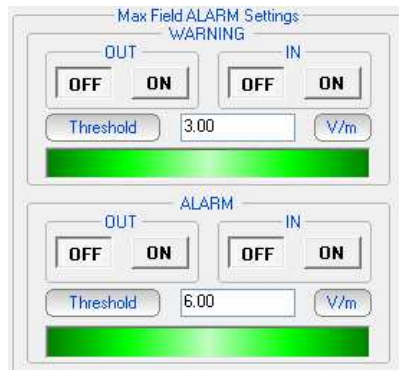 Max Field ALARM Settings
WARNING
OUT IN
OFF ON OFF ON
Threshold 3.00 V/m
ALARM
OUT IN
OFF ON OFF ON
Threshold 6.00 V/m